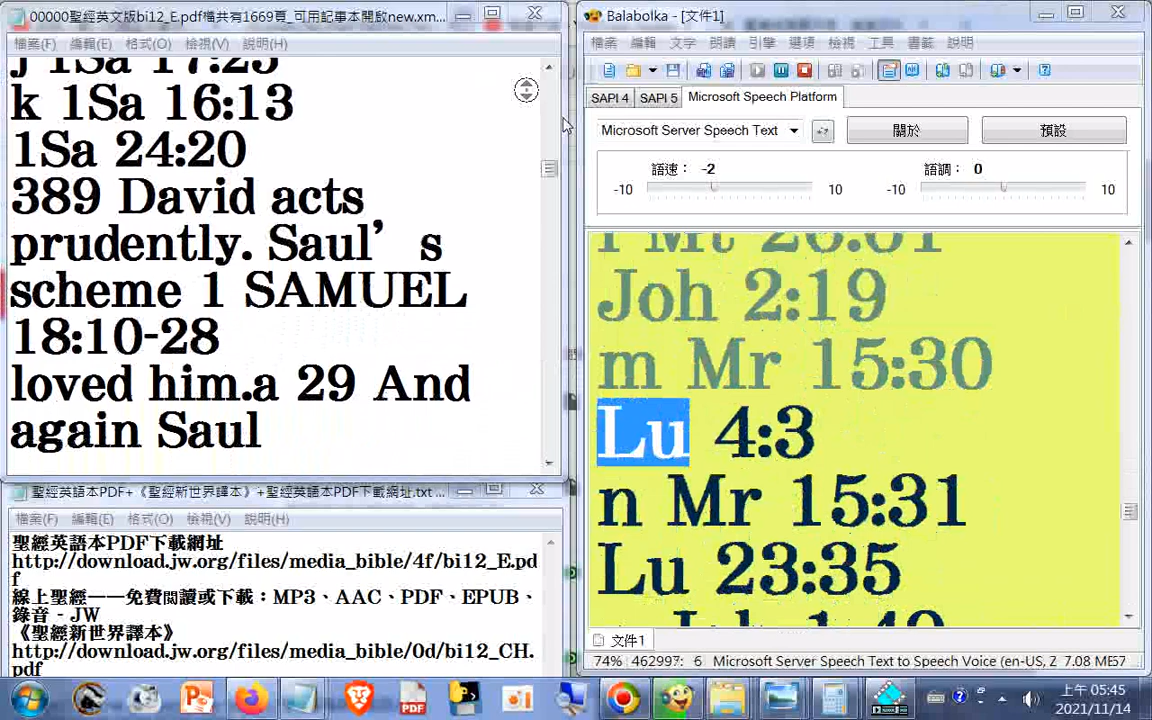 00000聖經英文版bi12_E.pdf檔共有1669頁_可用記事本開啟new.xm...
檔案(F) 編輯(E) 格式(O) 檢視(V) 說明(H)
j 1Sa 17:25
k 1Sa 16:13
1Sa 24:20
389 David acts
prudently. Saul’s
scheme 1 SAMUEL
18:10-28
loved him.a 29 And
again Saul
聖經英語本PDF+《聖經新世界譯本》+聖經英語本PDF下載網址.txt ...
檔案(F) 編輯(E) 格式(O) 檢視(V) 說明(H)
聖經英語本PDF下載網址
http://download.jw.org/files/media_bible/4f/bi12_E.pd
f
線上聖經——免費閱讀或下載：MP3、AAC、PDF、EPUB、
錄音 - JW
《聖經新世界譯本》
http://download.jw.org/files/media_bible/0d/bi12_CH.
pdf
Balabolka - [文件1]
檔案 編輯 文字 朗讀 引擎 選項 檢視 工具 書籤 說明
SAPI 4 SAPI 5 Microsoft Speech Platform
Microsoft Server Speech Text 關於 預設
語速： -2 語調： 0
-10 10 -10 10
l Mt 26:61
Joh 2:19
m Mr 15:30
Lu 4:3
n Mr 15:31
Lu 23:35
文件1
74% 462997: 6 Microsoft Server Speech Text to Speech Voice (en-US, Z 7.08 ME57
上午 05:45
2021/11/14